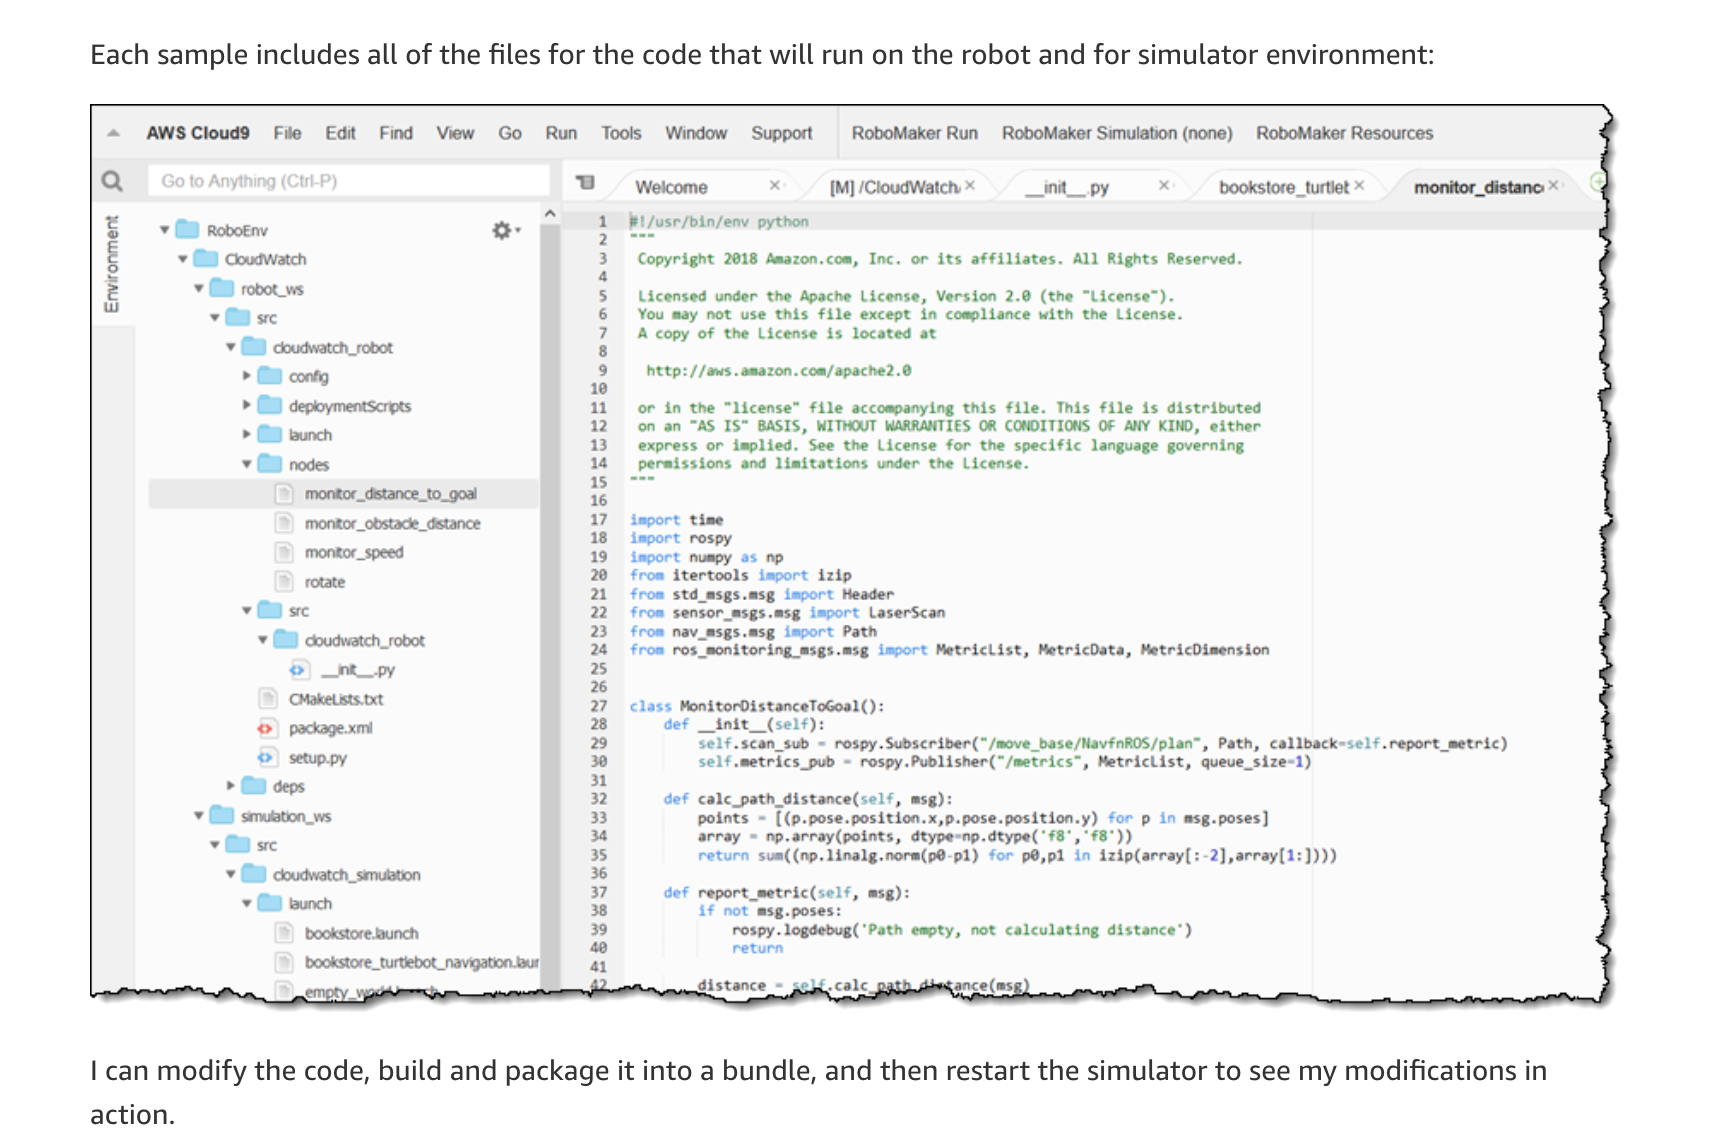 Each sample includes all of the files for the code that will run on the robot and for simulator environment:
AWS Cloud9 File Edit Find View Go Run Tools Window Support RoboMaker Run RoboMaker Simulation (none) RoboMaker Resources
Go to Anything (Ctrl-P)
Welcome [M] /CloudWatch/ __init__.py bookstore_turtlet monitor_distanc
Environment
RoboEnv
CloudWatch
robot_ws
src
cloudwatch_robot
config
deploymentScripts
launch
nodes
monitor_distance_to_goal
monitor_obstacle_distance
monitor_speed
rotate
src
cloudwatch_robot
__init__.py
CMakeLists.txt
package.xml
setup.py
deps
simulation_ws
src
cloudwatch_simulation
launch
bookstore.launch
bookstore_turtlebot_navigation.laur
1 #!/usr/bin/env python
2 """
3 Copyright 2018 Amazon.com, Inc. or its affiliates. All Rights Reserved.
4
5 Licensed under the Apache License, Version 2.0 (the "License").
6 You may not use this file except in compliance with the License.
7 A copy of the License is located at
8
9 http://aws.amazon.com/apache2.0
10
11 or in the "license" file accompanying this file. This file is distributed
12 on an "AS IS" BASIS, WITHOUT WARRANTIES OR CONDITIONS OF ANY KIND, either
13 express or implied. See the License for the specific language governing
14 permissions and limitations under the License.
15 """
16
17 import time
18 import rospy
19 import numpy as np
20 from itertools import izip
21 from std_msgs.msg import Header
22 from sensor_msgs.msg import LaserScan
23 from nav_msgs.msg import Path
24 from ros_monitoring_msgs.msg import MetricList, MetricData, MetricDimension
25
26
27 class MonitorDistanceToGoal():
28 def __init__(self):
29 self.scan_sub = rospy.Subscriber("/move_base/NavfnROS/plan", Path, callback=self.report_metric)
30 self.metrics_pub = rospy.Publisher("/metrics", MetricList, queue_size=1)
31
32 def calc_path_distance(self, msg):
33 points = [(p.pose.position.x,p.pose.position.y) for p in msg.poses]
34 array = np.array(points, dtype=np.dtype('f8','f8'))
35 return sum((np.linalg.norm(p0-p1) for p0,p1 in izip(array[:-2],array[1:])))
36
37 def report_metric(self, msg):
38 if not msg.poses:
39 rospy.logdebug('Path empty, not calculating distance')
40 return
41
42 distance = self.calc_path_distance(msg)
I can modify the code, build and package it into a bundle, and then restart the simulator to see my modifications in
action.